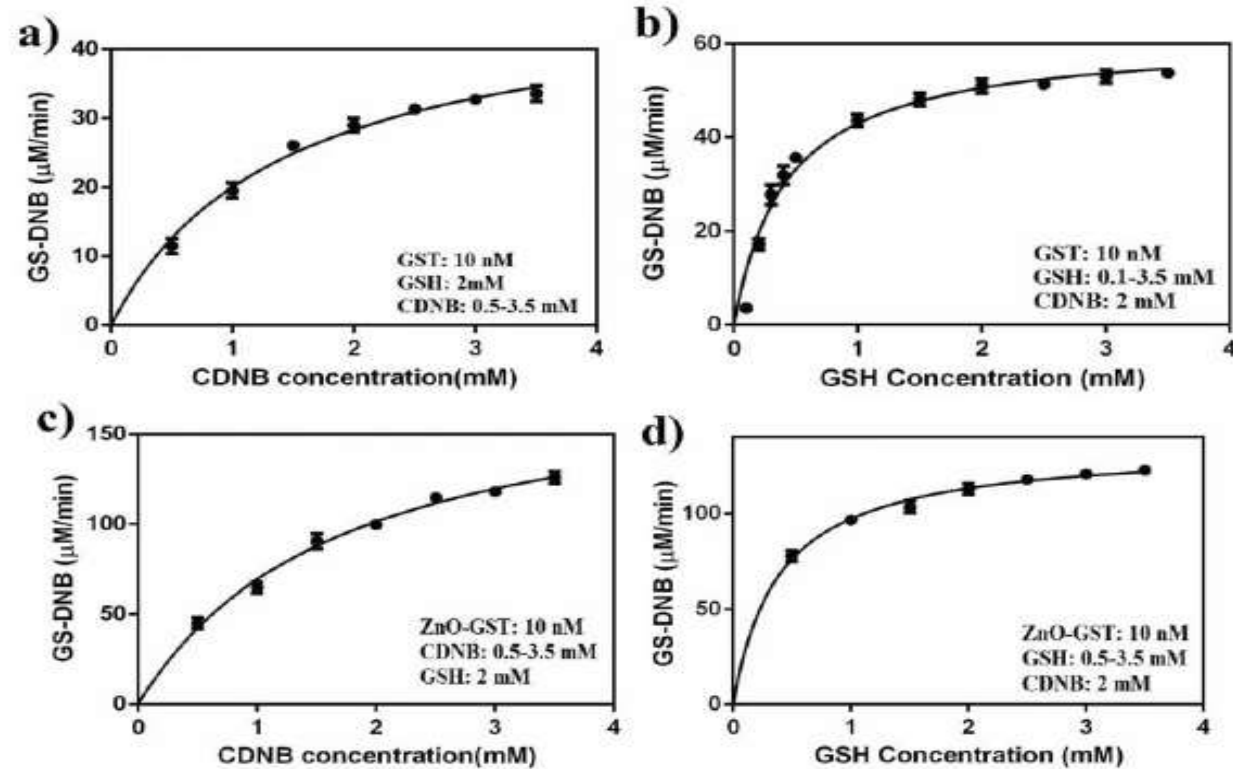 a)
GS-DNB (µM/min)
40
30
20
10
0
0 1 2 3 4
CDNB concentration(mM)
GST: 10 nM
GSH: 2mM
CDNB: 0.5-3.5 mM
b)
GS-DNB (µM/min)
60
40
20
0
0 1 2 3 4
GSH Concentration (mM)
GST: 10 nM
GSH: 0.1-3.5 mM
CDNB: 2 mM
c)
GS-DNB (µM/min)
150
100
50
0
0 1 2 3 4
CDNB concentration(mM)
ZnO-GST: 10 nM
CDNB: 0.5-3.5 mM
GSH: 2 mM
d)
GS-DNB (µM/min)
100
50
0
0 1 2 3 4
GSH Concentration (mM)
ZnO-GST: 10 nM
GSH: 0.5-3.5 mM
CDNB: 2 mM